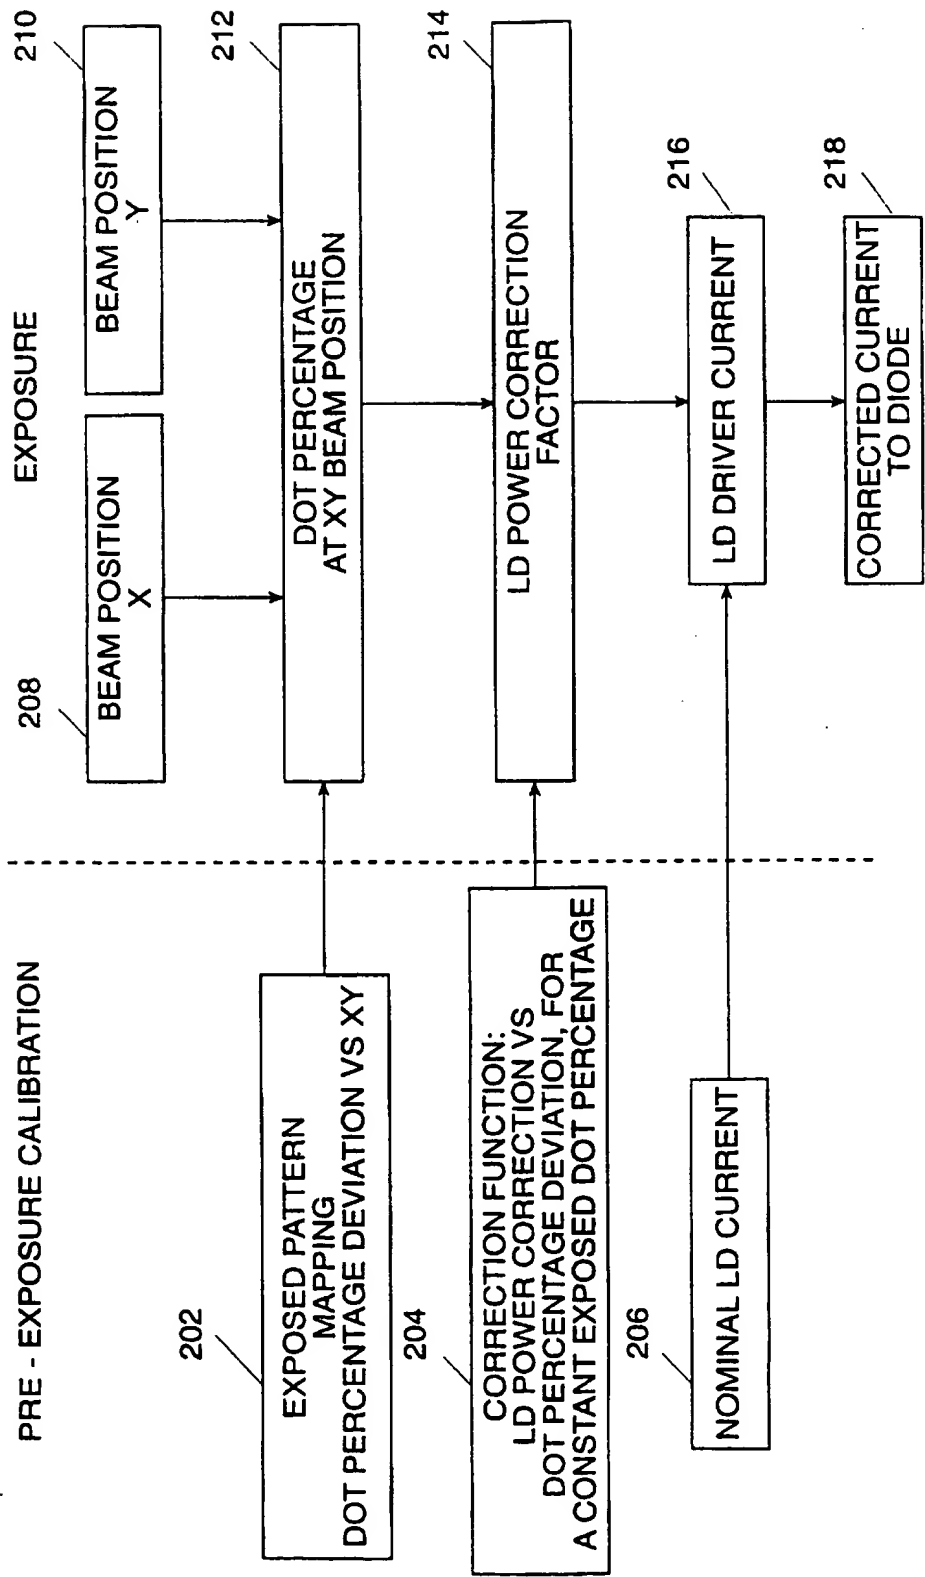 PRE - EXPOSURE CALIBRATION
202
EXPOSED PATTERN
MAPPING
DOT PERCENTAGE DEVIATION VS XY
204
CORRECTION FUNCTION:
LD POWER CORRECTION VS
DOT PERCENTAGE DEVIATION, FOR
A CONSTANT EXPOSED DOT PERCENTAGE
206
NOMINAL LD CURRENT
EXPOSURE
208
BEAM POSITION
X
210
BEAM POSITION
Y
212
DOT PERCENTAGE
AT XY BEAM POSITION
214
LD POWER CORRECTION
FACTOR
216
LD DRIVER CURRENT
218
CORRECTED CURRENT
TO DIODE